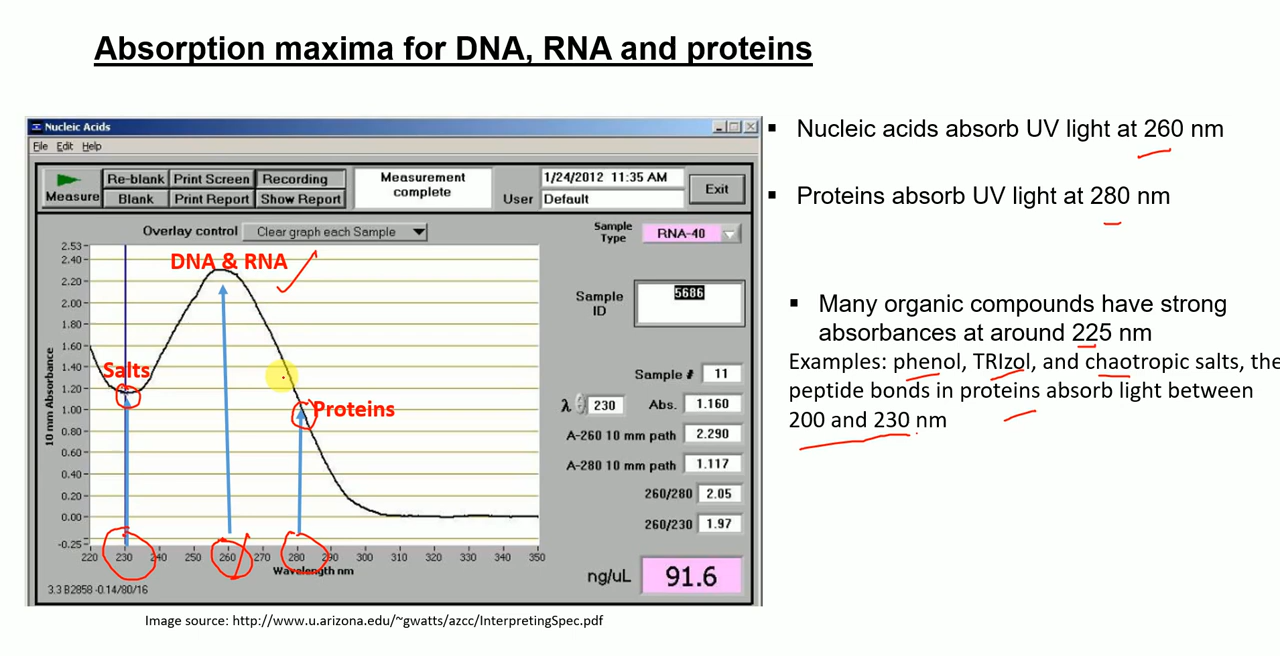 Absorption maxima for DNA, RNA and proteins
Nucleic Acids
File Edit Help
Measure
Re-blank Print Screen Recording
Blank Print Report Show Report
Measurement
complete
1/24/2012 11:35 AM
User Default
Exit
Overlay control Clear graph each Sample
Sample
Type
RNA-40
2.53
2.40
2.20
2.00
1.80
1.60
1.40
1.20
1.00
0.80
0.60
0.40
0.20
0.00
-0.25
10 mm Absorbance
DNA & RNA
Salts
Proteins
220 230 240 250 260 270 280 290 300 310 320 330 340 350
Wavelength nm
3.3 B2858 -0.14/80/16
Sample
ID
5686
Sample # 11
λ 230 Abs. 1.160
A-260 10 mm path 2.290
A-280 10 mm path 1.117
260/280 2.05
260/230 1.97
ng/uL 91.6
Image source: http://www.u.arizona.edu/~gwatts/azcc/InterpretingSpec.pdf
▪ Nucleic acids absorb UV light at 260 nm
▪ Proteins absorb UV light at 280 nm
▪ Many organic compounds have strong
absorbances at around 225 nm
Examples: phenol, TRIzol, and chaotropic salts, the
peptide bonds in proteins absorb light between
200 and 230 nm